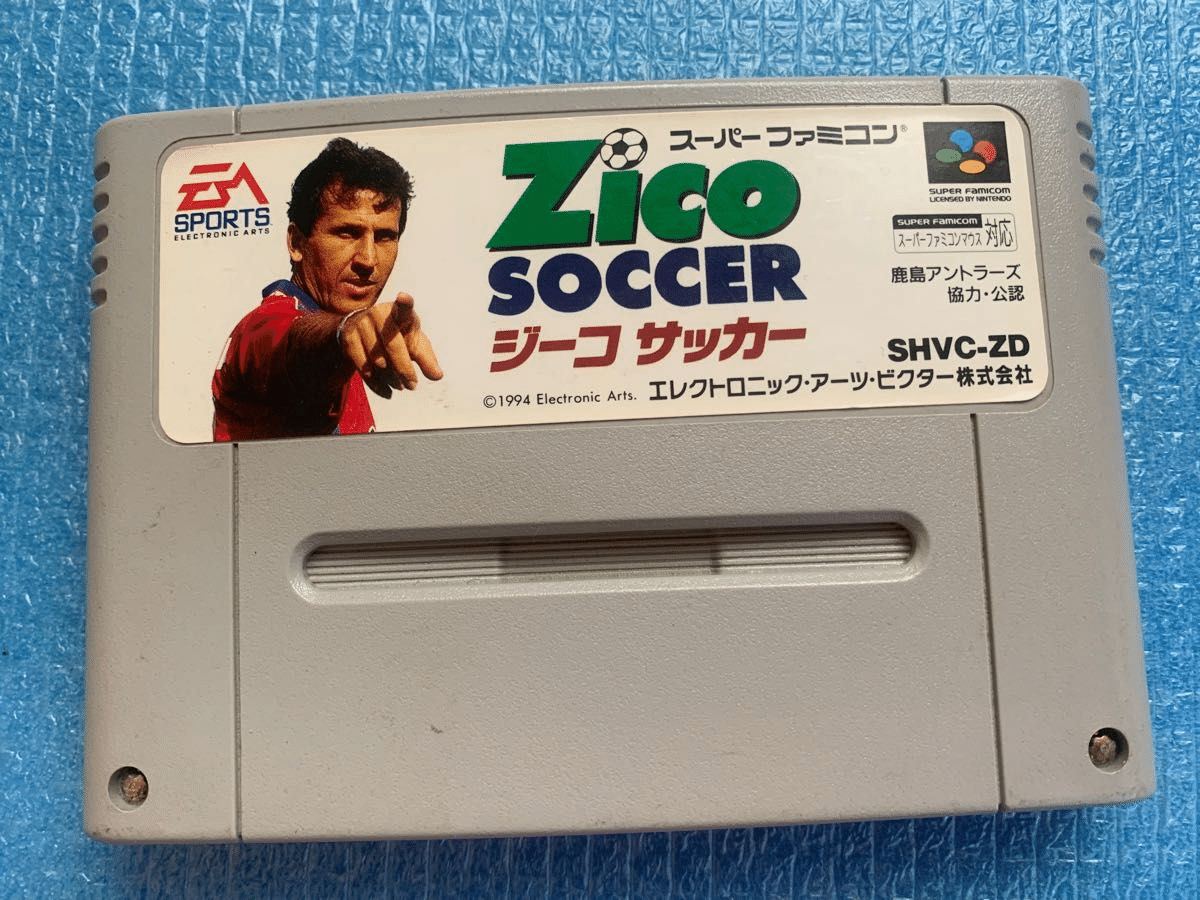 EA
SPORTS
ELECTRONIC ARTS
スーパーファミコン®
Zico
SOCCER
ジーコ サッカー
©1994 Electronic Arts.
エレクトロニック・アーツ・ビクター株式会社
SUPER FAMICOM
LICENSED BY NINTENDO
SUPER FAMICOM
スーパーファミコンマウス 対応
鹿島アントラーズ
協力・公認
SHVC-ZD